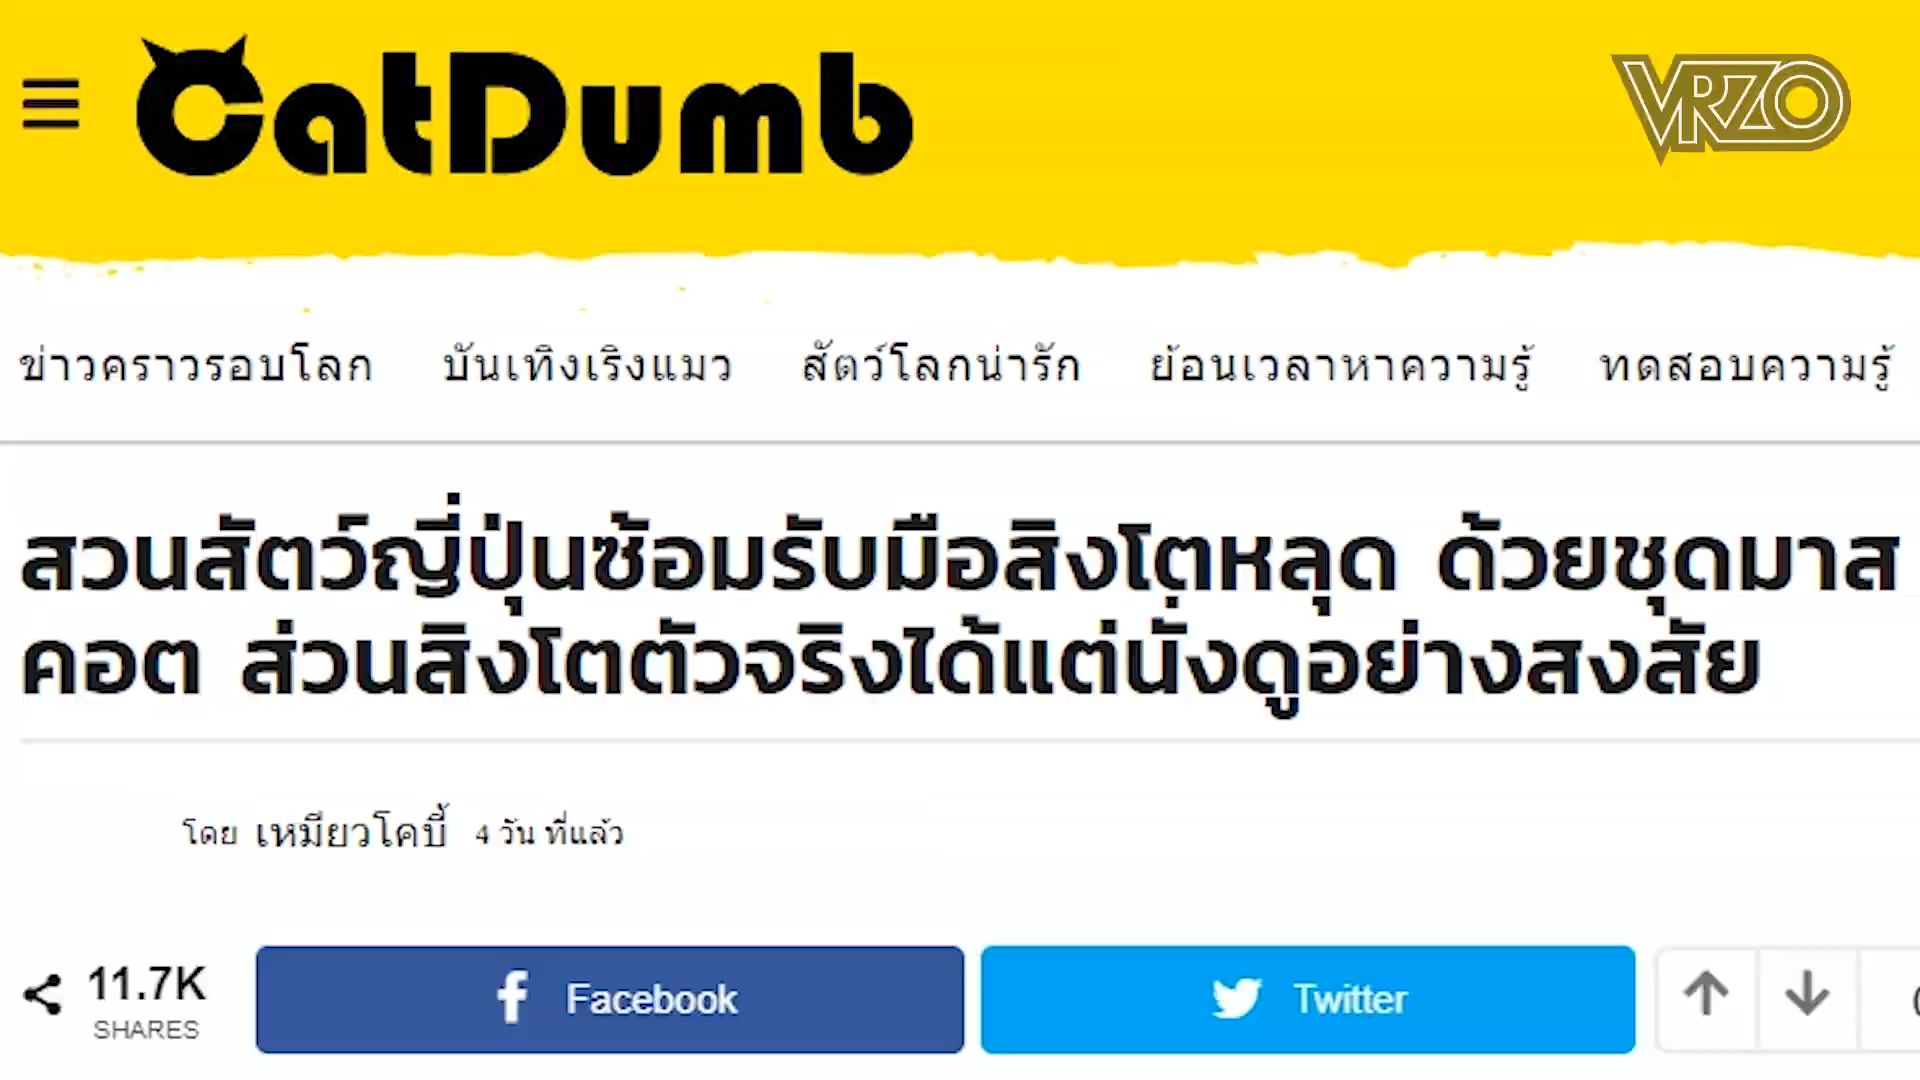 CatDumb
VRZO
ข่าวคราวรอบโลก บันเทิงเริงแมว สัตว์โลกน่ารัก ย้อนเวลาหาความรู้ ทดสอบความรู้
สวนสัตว์ญี่ปุ่นซ้อมรับมือสิงโตหลุด ด้วยชุดมาส
คอต ส่วนสิงโตตัวจริงได้แต่นั่งดูอย่างสงสัย
โดย เหมียวโคบี้ 4 วัน ที่แล้ว
11.7K Facebook Twitter
SHARES